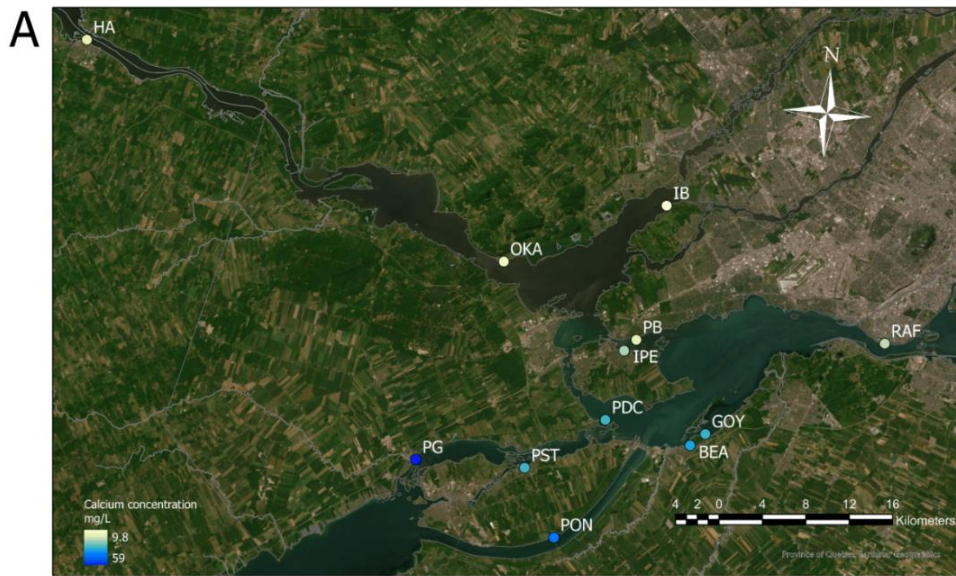 A
HA
N
IB
OKA
PB
RAF
IPE
PDC
GOY
PG
BEA
PST
Calcium concentration
mg/L
9.8
59
PON
4 2 0 4 8 12 16
Kilometers
Province of Quebec,